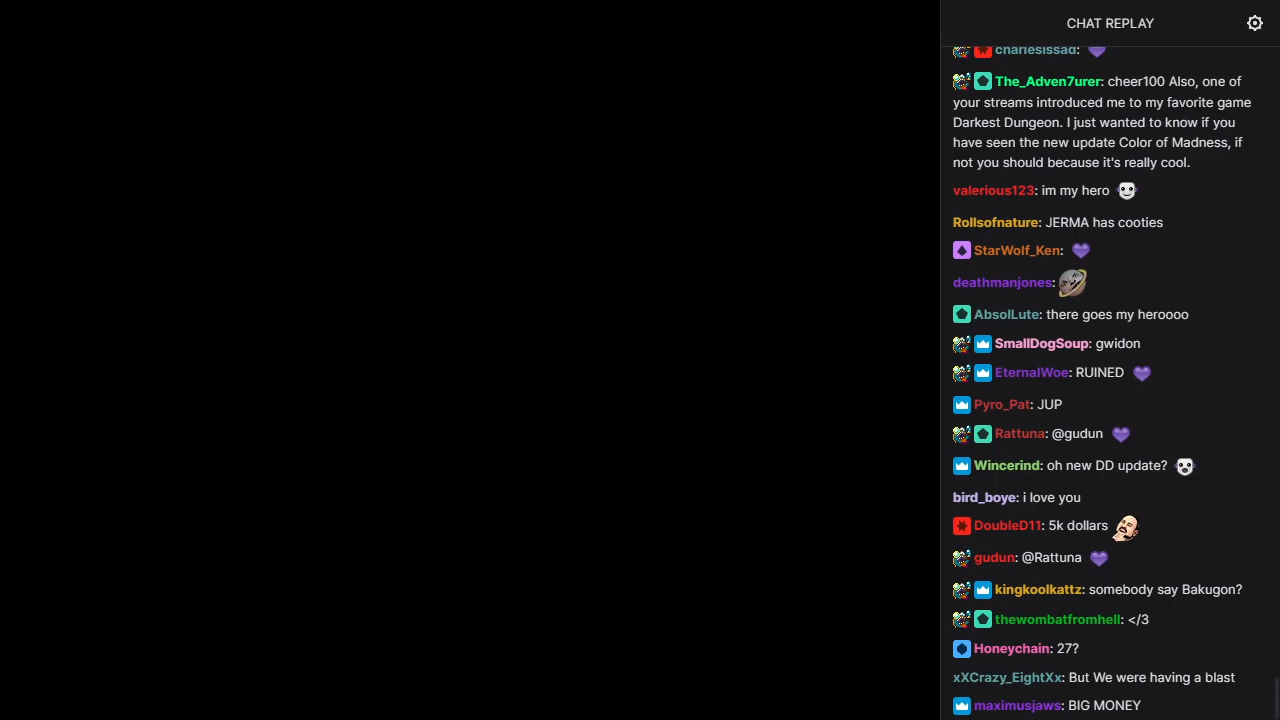 CHAT REPLAY
charlesissad:
The_Adven7urer: cheer100 Also, one of
your streams introduced me to my favorite game
Darkest Dungeon. I just wanted to know if you
have seen the new update Color of Madness, if
not you should because it's really cool.
valerious123: im my hero
Rollsofnature: JERMA has cooties
StarWolf_Ken:
deathmanjones:
AbsolLute: there goes my heroooo
SmallDogSoup: gwidon
EternalWoe: RUINED
Pyro_Pat: JUP
Rattuna: @gudun
Wincerind: oh new DD update?
bird_boye: i love you
DoubleD11: 5k dollars
gudun: @Rattuna
kingkoolkattz: somebody say Bakugon?
thewombatfromhell: </3
Honeychain: 27?
xXCrazy_EightXx: But We were having a blast
maximusjaws: BIG MONEY